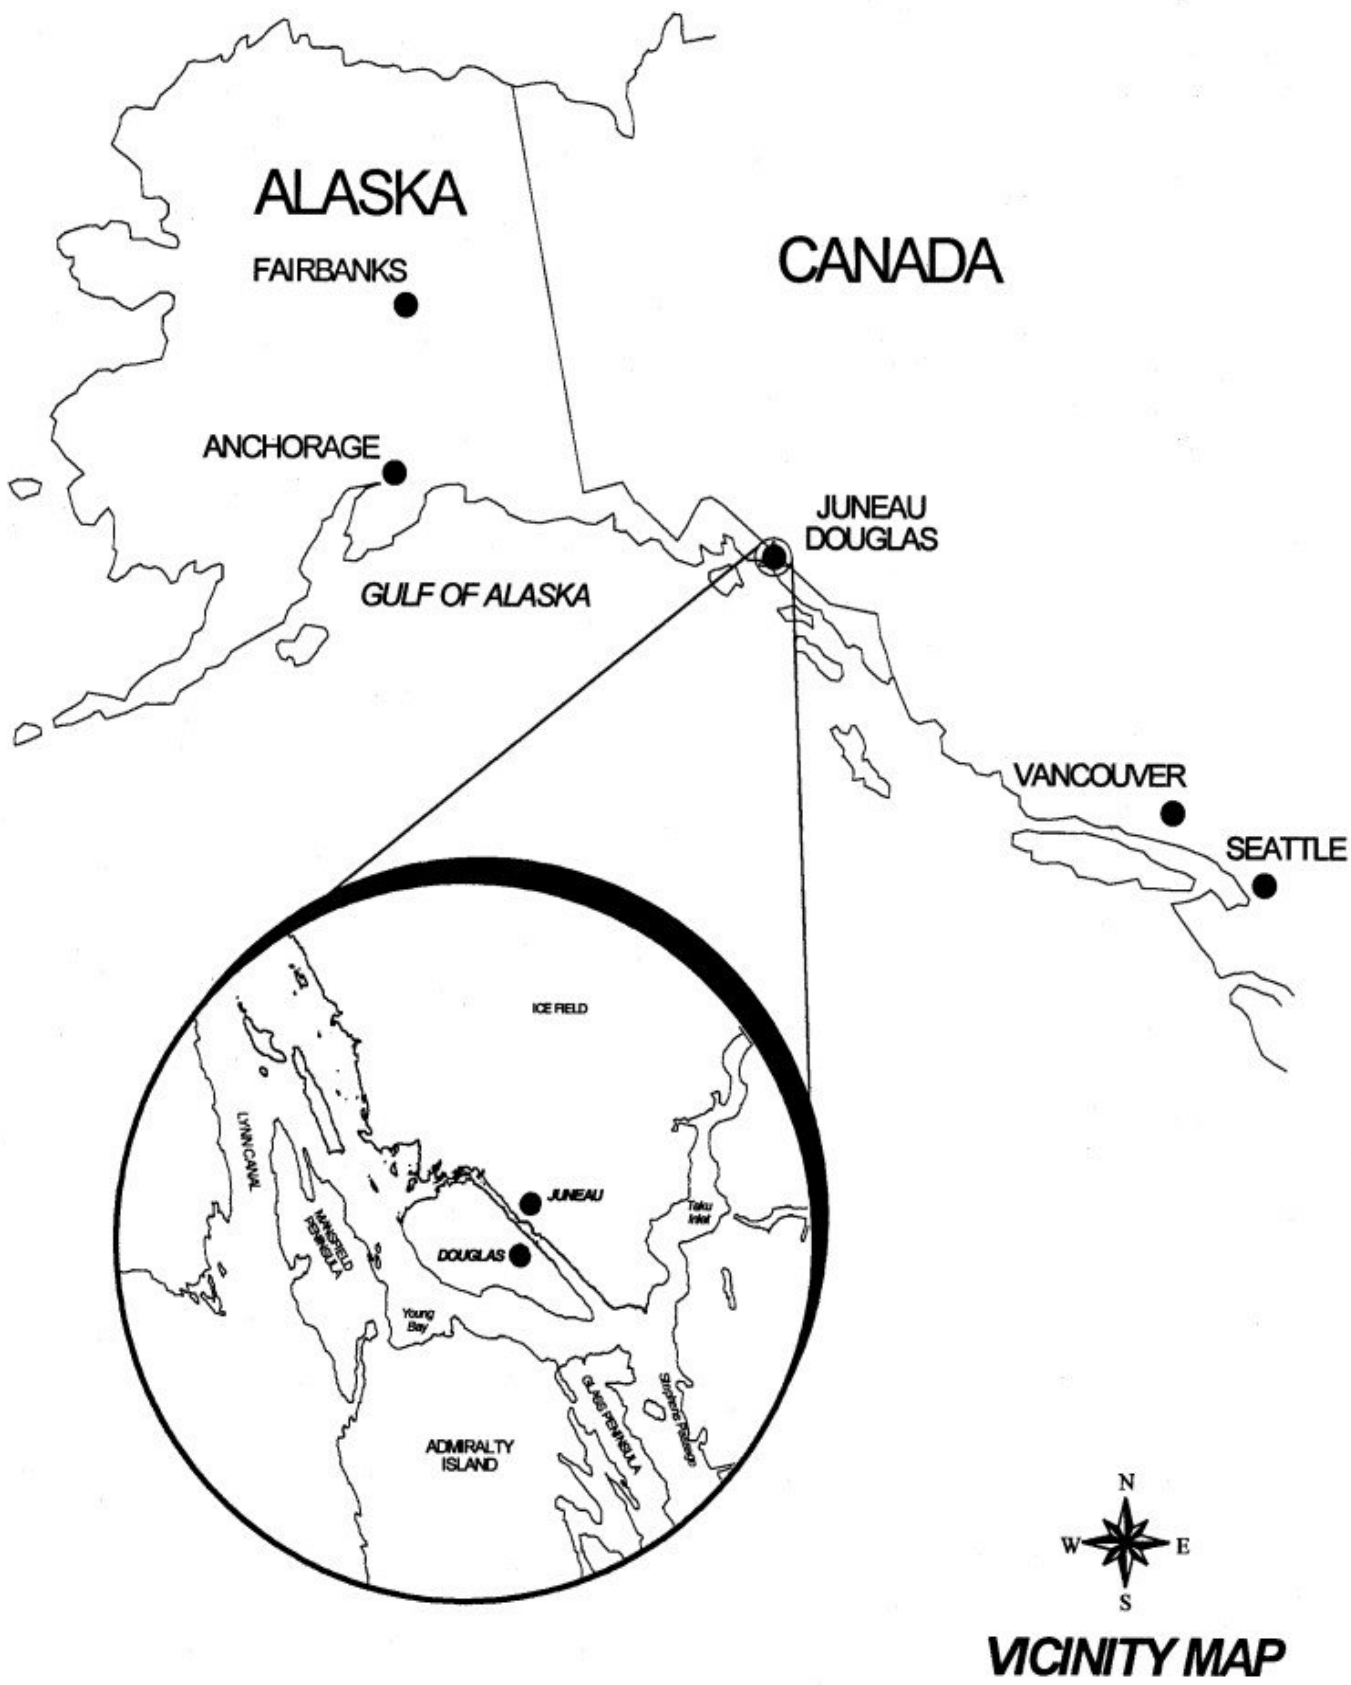 ALASKA
CANADA
FAIRBANKS
ANCHORAGE
JUNEAU
DOUGLAS
GULF OF ALASKA
VANCOUVER
SEATTLE
ICE FIELD
LYNN CANAL
MANSFIELD
PENINSULA
JUNEAU
DOUGLAS
Taku
Inlet
Young
Bay
GLASS PENINSULA
Stephens Passage
ADMIRALTY
ISLAND
N
W
E
S
VICINITY MAP